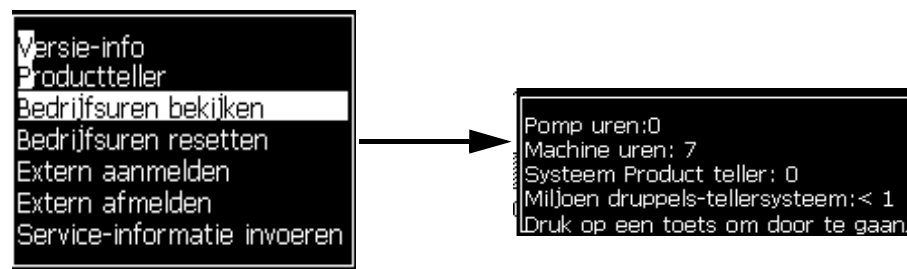 Versie-info
Productteller
Bedrijfsuren bekijken
Bedrijfsuren resetten
Extern aanmelden
Extern afmelden
Service-informatie invoeren
Pomp uren:0
Machine uren: 7
Systeem Product teller: 0
Miljoen druppels-tellersysteem:< 1
Druk op een toets om door te gaan.